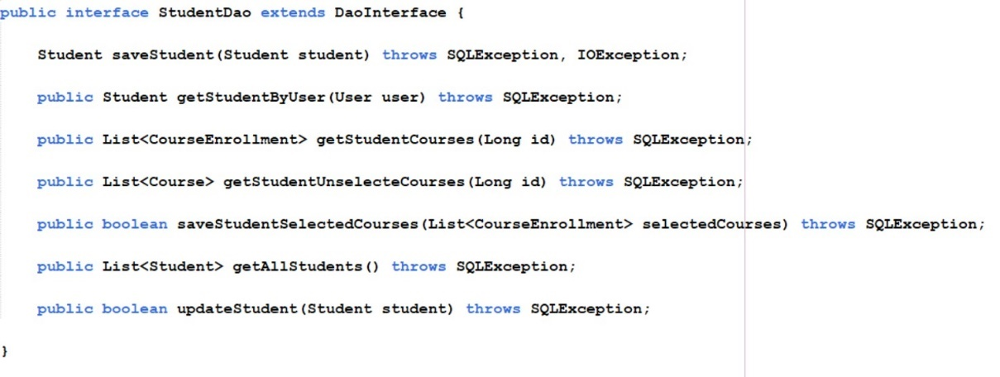 public interface StudentDao extends DaoInterface {
Student saveStudent(Student student) throws SQLException, IOException;
public Student getStudentByUser(User user) throws SQLException;
public List<CourseEnrollment> getStudentCourses(Long id) throws SQLException;
public List<Course> getStudentUnselecteCourses(Long id) throws SQLException;
public boolean saveStudentSelectedCourses(List<CourseEnrollment> selectedCourses) throws SQLException;
public List<Student> getAllStudents() throws SQLException;
public boolean updateStudent(Student student) throws SQLException;
}